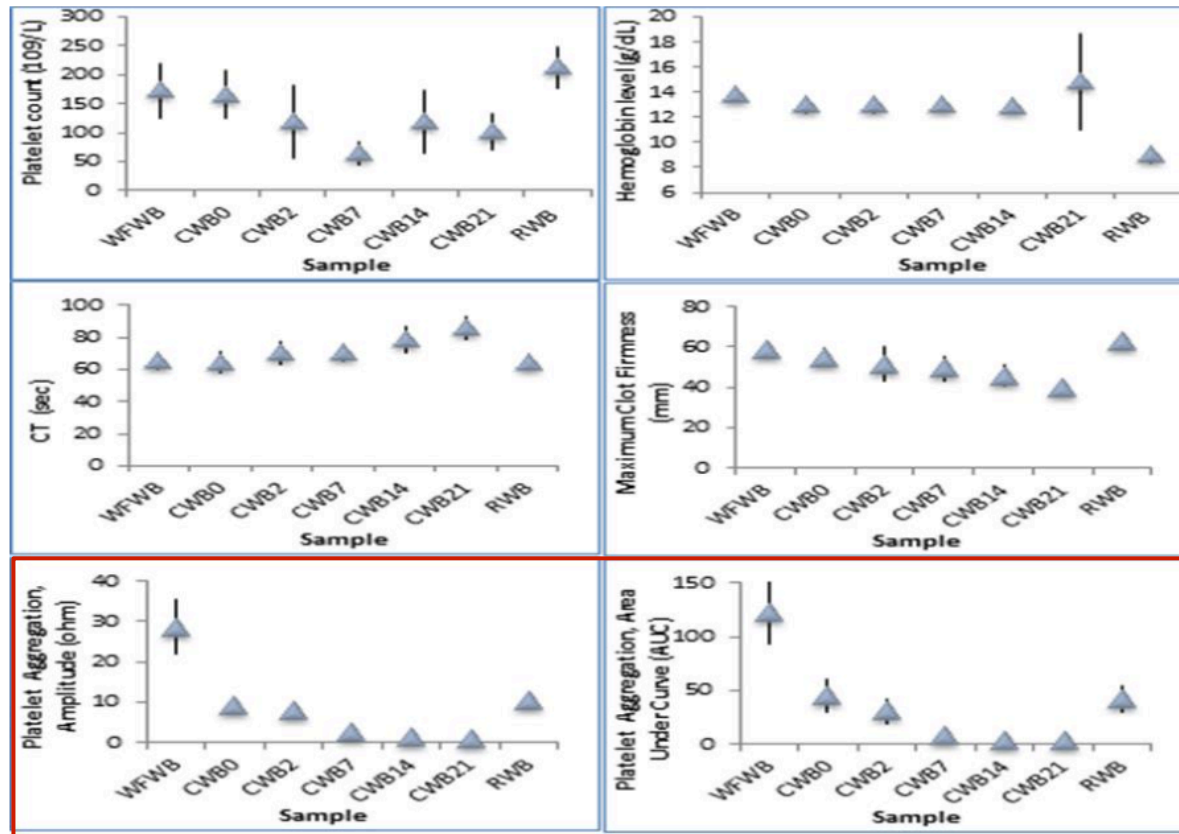 Platelet court (109/L)
300
250
200
150
100
50
0
WFWB
CWB0
CWB2
CWB7
CWB14
CWB21
RWB
Sample
Hemoglobin level (g/dL)
20
18
16
14
12
10
8
6
WFWB
CWB0
CWB2
CWB7
CWB14
CWB21
RWB
Sample
CT (sec)
100
80
60
40
20
0
WFWB
CWB0
CWB2
CWB7
CWB14
CWB21
RWB
Sample
Maximum Clot Firmness
(mm)
80
60
40
20
0
WFWB
CWB0
CWB2
CWB7
CWB14
CWB21
RWB
Sample
Platelet Aggregation,
Amplitude (ohm)
40
30
20
10
0
WFWB
CWB0
CWB2
CWB7
CWB14
CWB21
RWB
Sample
Platelet Aggregation, Area
Under Curve (AUC)
150
100
50
0
WFWB
CWB0
CWB2
CWB7
CWB14
CWB21
RWB
Sample